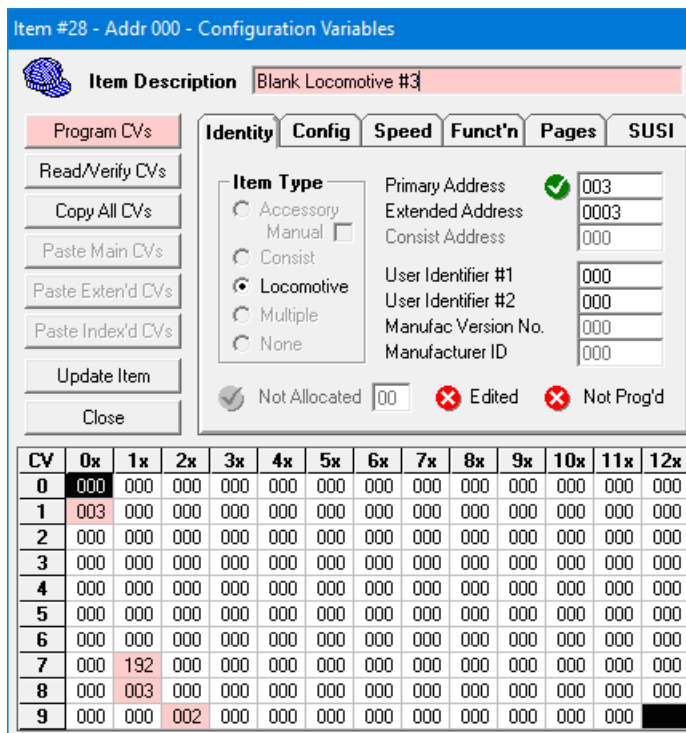 Item #28 - Addr 000 - Configuration Variables
Item Description Blank Locomotive #3
Program CVs
Read/Verify CVs
Copy All CVs
Paste Main CVs
Paste Exten'd CVs
Paste Index'd CVs
Update Item
Close
Identity Config Speed Funct'n Pages SUSI
Item Type
Accessory
Manual
Consist
Locomotive
Multiple
None
Primary Address 003
Extended Address 0003
Consist Address 000
User Identifier #1 000
User Identifier #2 000
Manufac Version No. 000
Manufacturer ID 000
Not Allocated 00 Edited Not Prog'd
CV 0x 1x 2x 3x 4x 5x 6x 7x 8x 9x 10x 11x 12x
0 000 000 000 000 000 000 000 000 000 000 000 000 000
1 003 000 000 000 000 000 000 000 000 000 000 000 000
2 000 000 000 000 000 000 000 000 000 000 000 000 000
3 000 000 000 000 000 000 000 000 000 000 000 000 000
4 000 000 000 000 000 000 000 000 000 000 000 000 000
5 000 000 000 000 000 000 000 000 000 000 000 000 000
6 000 000 000 000 000 000 000 000 000 000 000 000 000
7 000 192 000 000 000 000 000 000 000 000 000 000 000
8 000 003 000 000 000 000 000 000 000 000 000 000 000
9 000 000 002 000 000 000 000 000 000 000 000 000